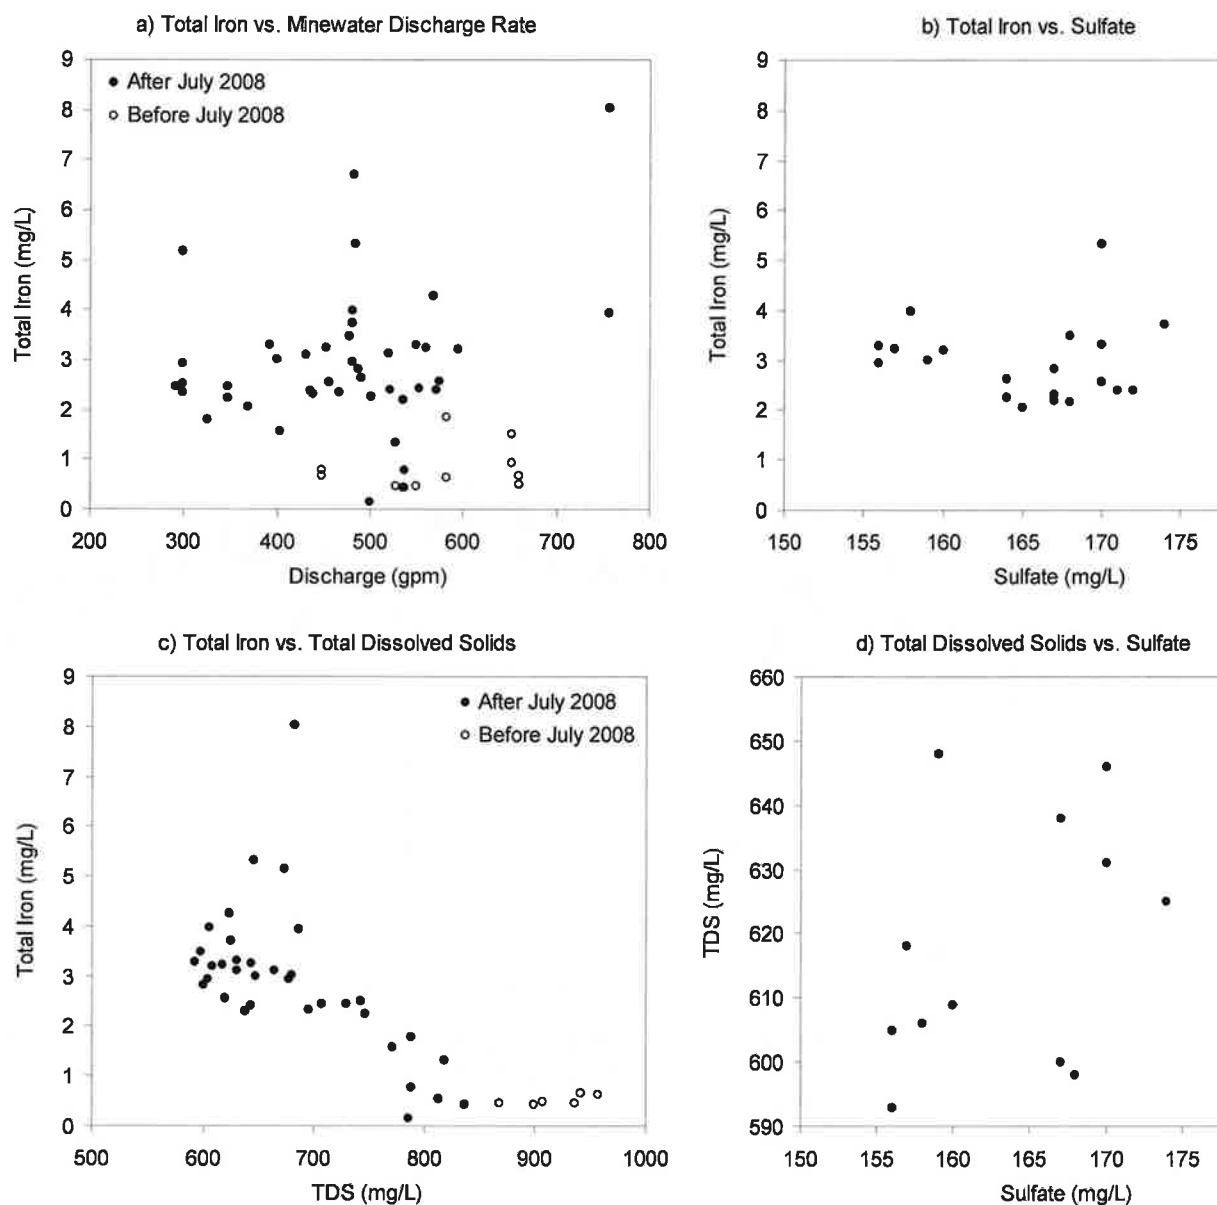 a) Total Iron vs. Minewater Discharge Rate
Total Iron (mg/L)
9
8
7
6
5
4
3
2
1
0
After July 2008
Before July 2008
200 300 400 500 600 700 800
Discharge (gpm)
b) Total Iron vs. Sulfate
Total Iron (mg/L)
9
8
7
6
5
4
3
2
1
0
150 155 160 165 170 175
Sulfate (mg/L)
c) Total Iron vs. Total Dissolved Solids
Total Iron (mg/L)
9
8
7
6
5
4
3
2
1
0
After July 2008
Before July 2008
500 600 700 800 900 1000
TDS (mg/L)
d) Total Dissolved Solids vs. Sulfate
TDS (mg/L)
660
650
640
630
620
610
600
590
150 155 160 165 170 175
Sulfate (mg/L)